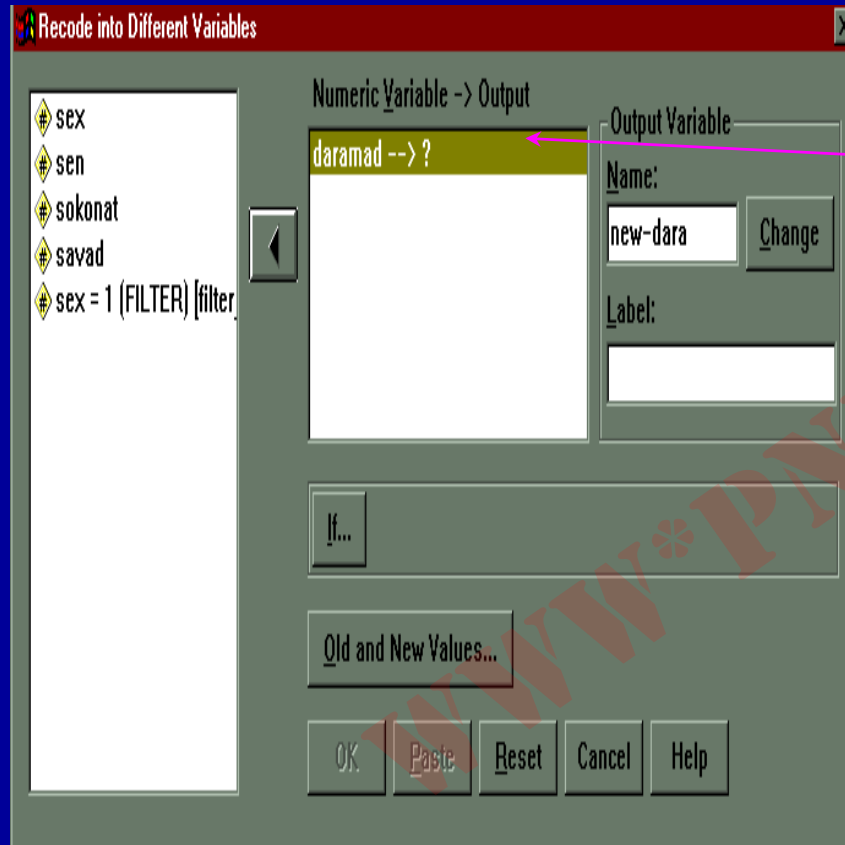 Recode into Different Variables
sex
sen
sokonat
savad
sex = 1 (FILTER) [filter_
Numeric Variable -> Output
daramad --> ?
Output Variable
Name:
new-dara
Change
Label:
If...
Old and New Values...
OK
Paste
Reset
Cancel
Help
WWW*PN